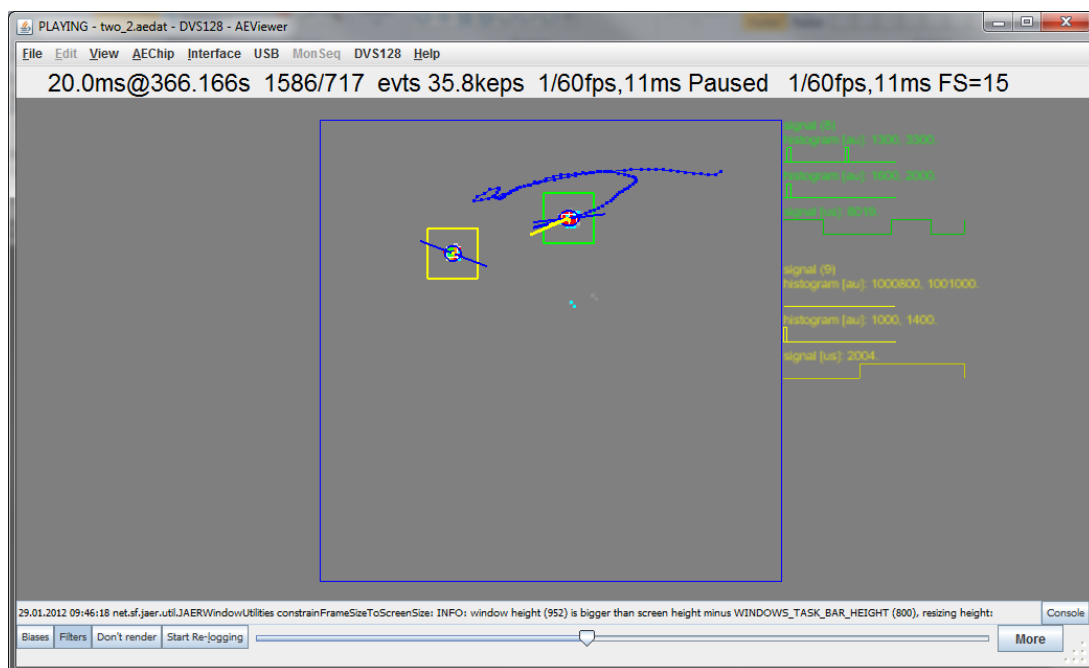 PLAYING - two_2.aedat - DVS128 - AEViewer
File Edit View AEChip Interface USB MonSeq DVS128 Help
20.0ms@366.166s 1586/717 evts 35.8keps 1/60fps,11ms Paused 1/60fps,11ms FS=15
signal (8)
histogram [au]: 1300, 3300.
histogram [au]: 1600, 2000.
signal [us]: 8019.
signal (9)
histogram [au]: 1000800, 1001000.
histogram [au]: 1000, 1400.
signal [us]: 2004.
29.01.2012 09:46:18 net.sf.jaer.util.JAERWindowUtilities constrainFrameSizeToScreenSize: INFO: window height (952) is bigger than screen height minus WINDOWS_TASK_BAR_HEIGHT (800), resizing height: Console
Biases Filters Don't render Start Re-logging More